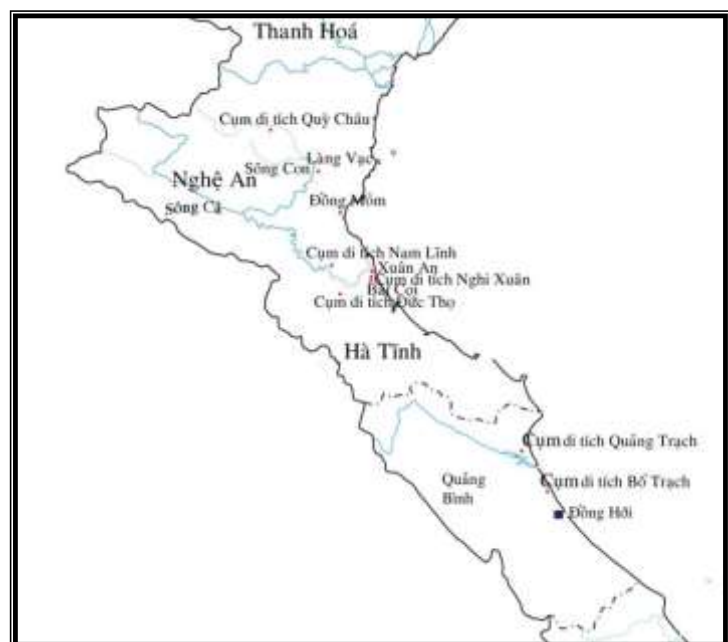 Thanh Hoá
Cụm di tích Quỳ Châu
Làng Vạc
Sông Con
Nghệ An
Đồng Mỏm
Sông Cả
Cụm di tích Nam Lĩnh
Xuân An
Cụm di tích Nghi Xuân
Bãi Cọi
Cụm di tích Đức Thọ
Hà Tĩnh
Cụm di tích Quảng Trạch
Quảng
Bình
Cụm di tích Bố Trạch
Đồng Hới